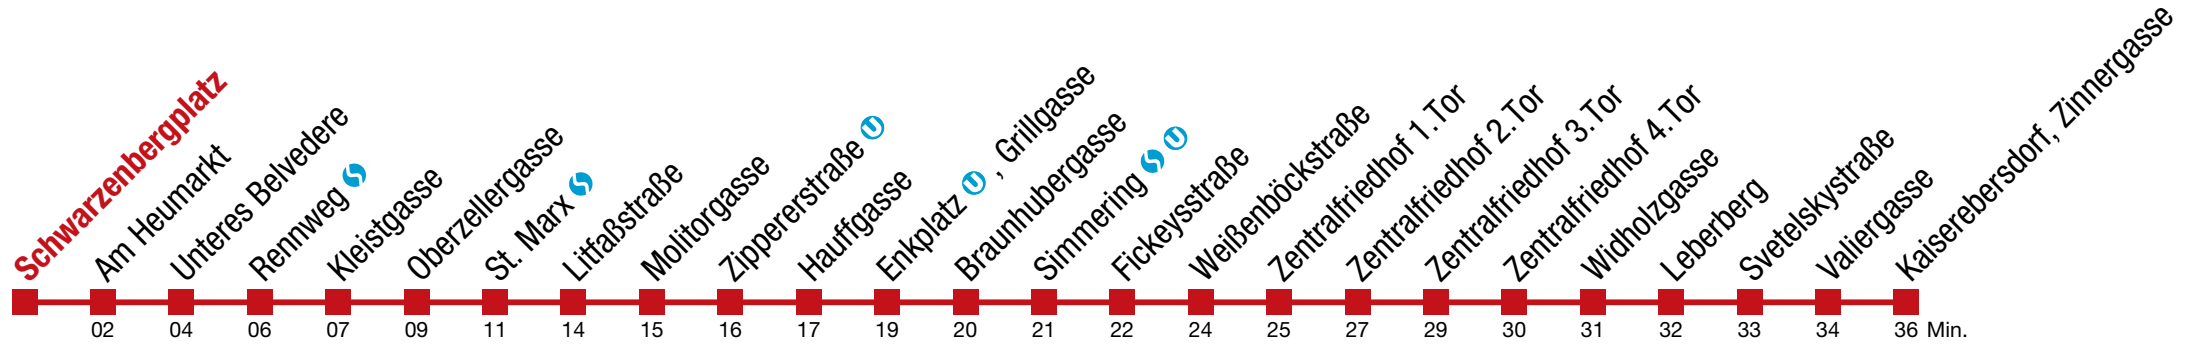 Schwarzenbergplatz
Am Heumarkt
Unteres Belvedere
Rennweg
Kleistgasse
Oberzellergasse
St. Marx
Litfaßstraße
Molitorgasse
Zippererstraße U
Hauffgasse
Enkplatz U , Grillgasse
Braunhubergasse
Simmering U
Fickeysstraße
Weißenböckstraße
Zentralfriedhof 1.Tor
Zentralfriedhof 2.Tor
Zentralfriedhof 3.Tor
Zentralfriedhof 4.Tor
Widholzgasse
Leberberg
Svetelskystraße
Valiergasse
Kaiserebersdorf, Zinnergasse
02 04 06 07 09 11 14 15 16 17 19 20 21 22 24 25 27 29 30 31 32 33 34 36 Min.